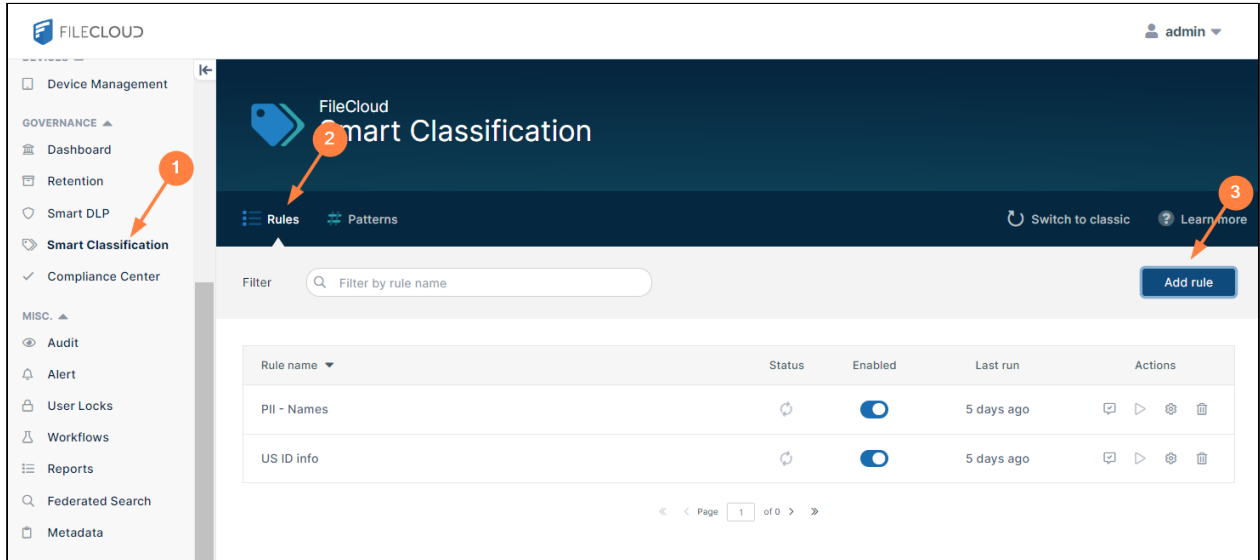 FILECLOUD
admin
Device Management
GOVERNANCE
Dashboard
Retention
Smart DLP
Smart Classification
Compliance Center
MISC.
Audit
Alert
User Locks
Workflows
Reports
Federated Search
Metadata
1
FileCloud
Smart Classification
2
Rules
Patterns
Switch to classic
Learn more
3
Filter
Filter by rule name
Add rule
Rule name Status Enabled Last run Actions
PII - Names 5 days ago
US ID info 5 days ago
« < Page 1 of 0 > »